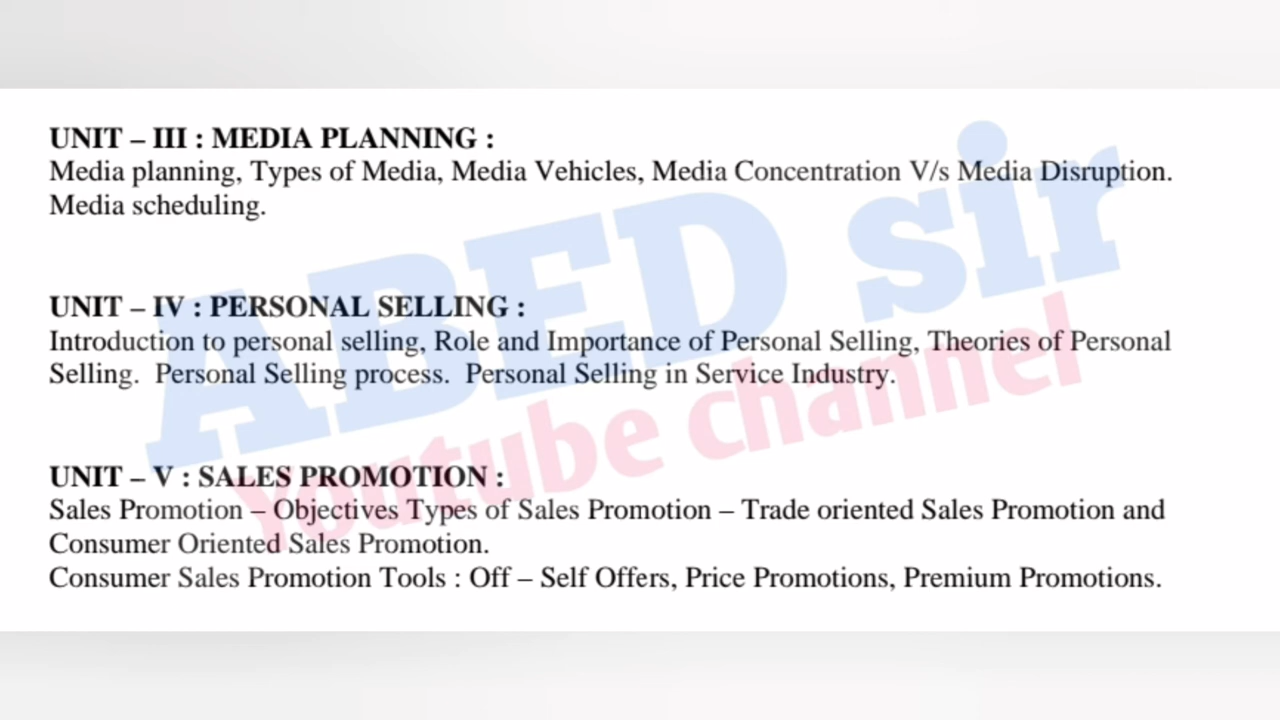 UNIT – III : MEDIA PLANNING :
Media planning, Types of Media, Media Vehicles, Media Concentration V/s Media Disruption.
Media scheduling.
UNIT – IV : PERSONAL SELLING :
Introduction to personal selling, Role and Importance of Personal Selling, Theories of Personal
Selling. Personal Selling process. Personal Selling in Service Industry.
UNIT – V : SALES PROMOTION :
Sales Promotion – Objectives Types of Sales Promotion – Trade oriented Sales Promotion and
Consumer Oriented Sales Promotion.
Consumer Sales Promotion Tools : Off – Self Offers, Price Promotions, Premium Promotions.
ABED sir
Youtube channel